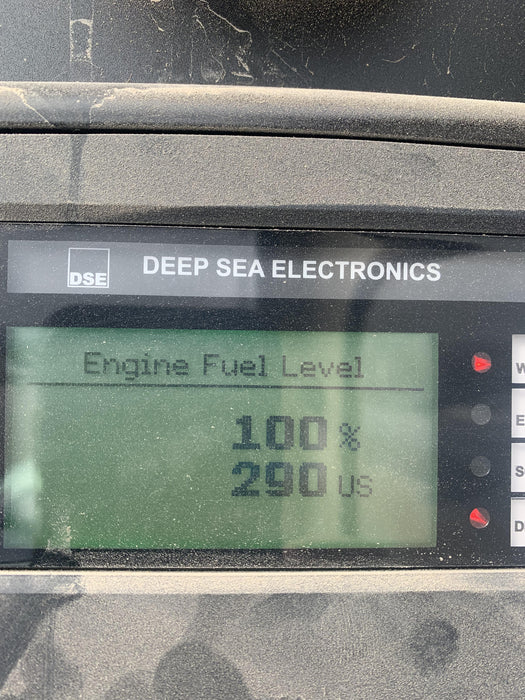 DSE DEEP SEA ELECTRONICS
Engine Fuel Level
100 %
290 US
W
E
S
D